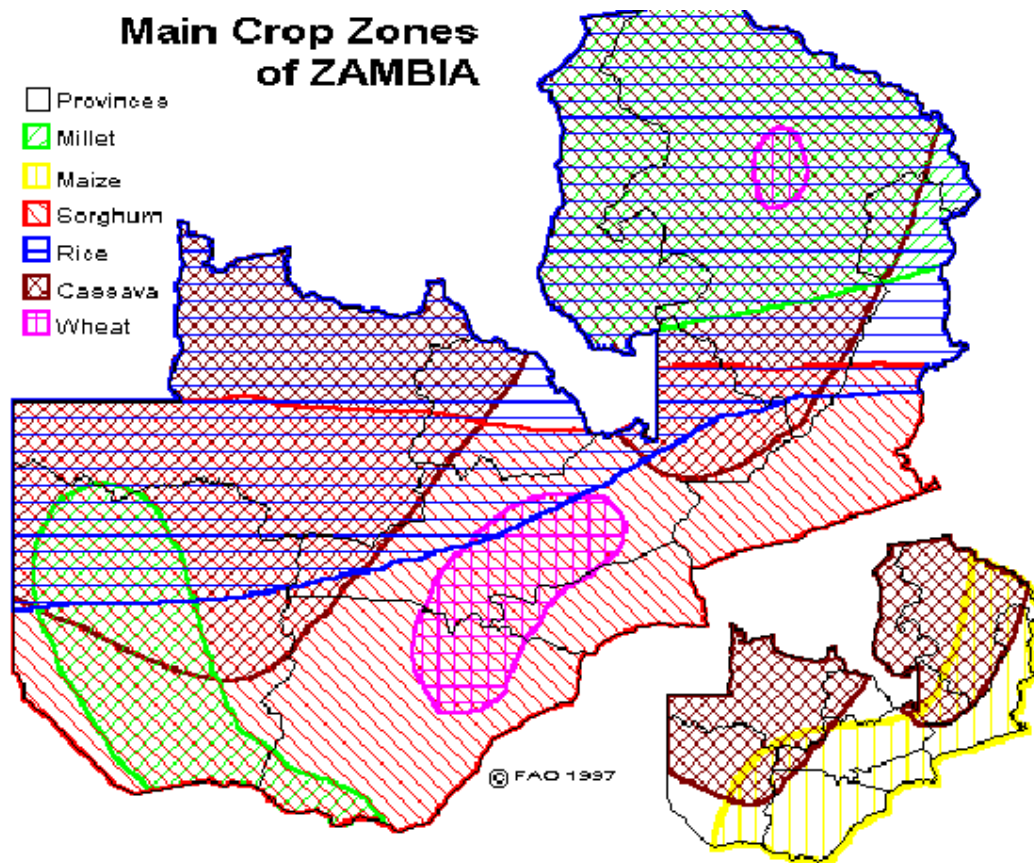 Main Crop Zones
of ZAMBIA
Provinces
Millet
Maize
Sorghum
Rice
Cassava
Wheat
© FAO 1997